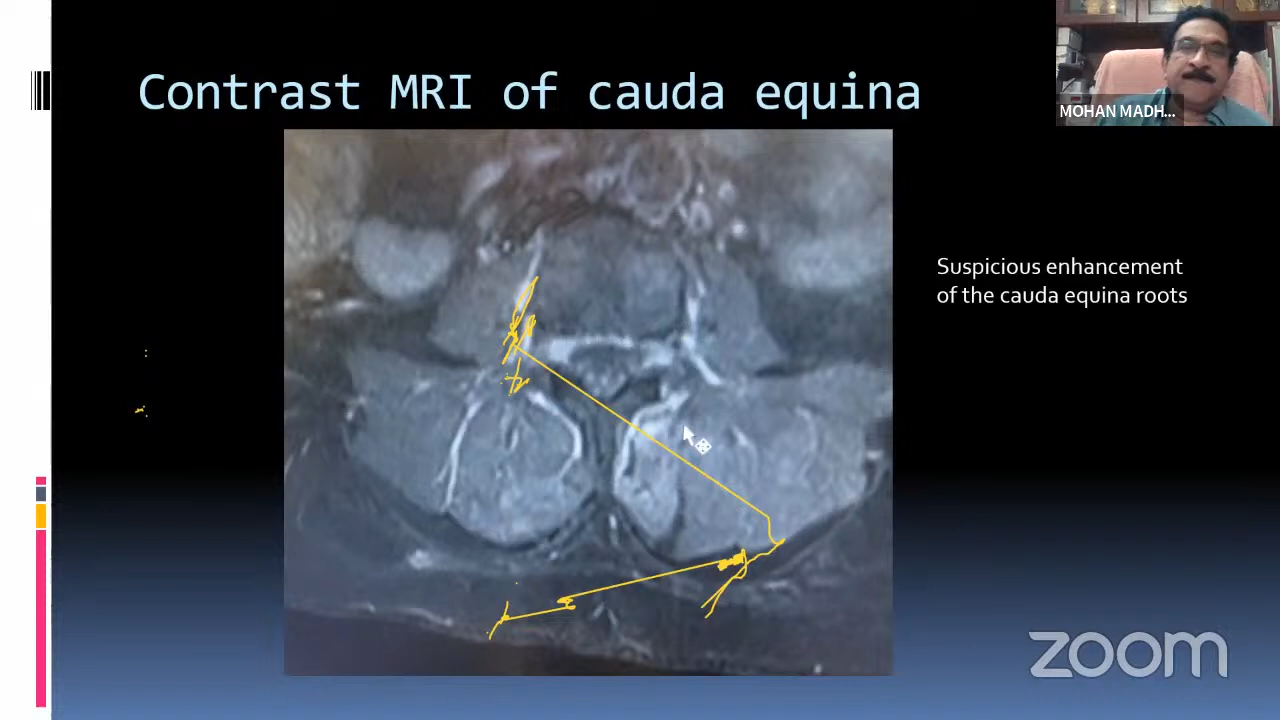 Contrast MRI of cauda equina
MOHAN MADH...
Suspicious enhancement
of the cauda equina roots
zoom